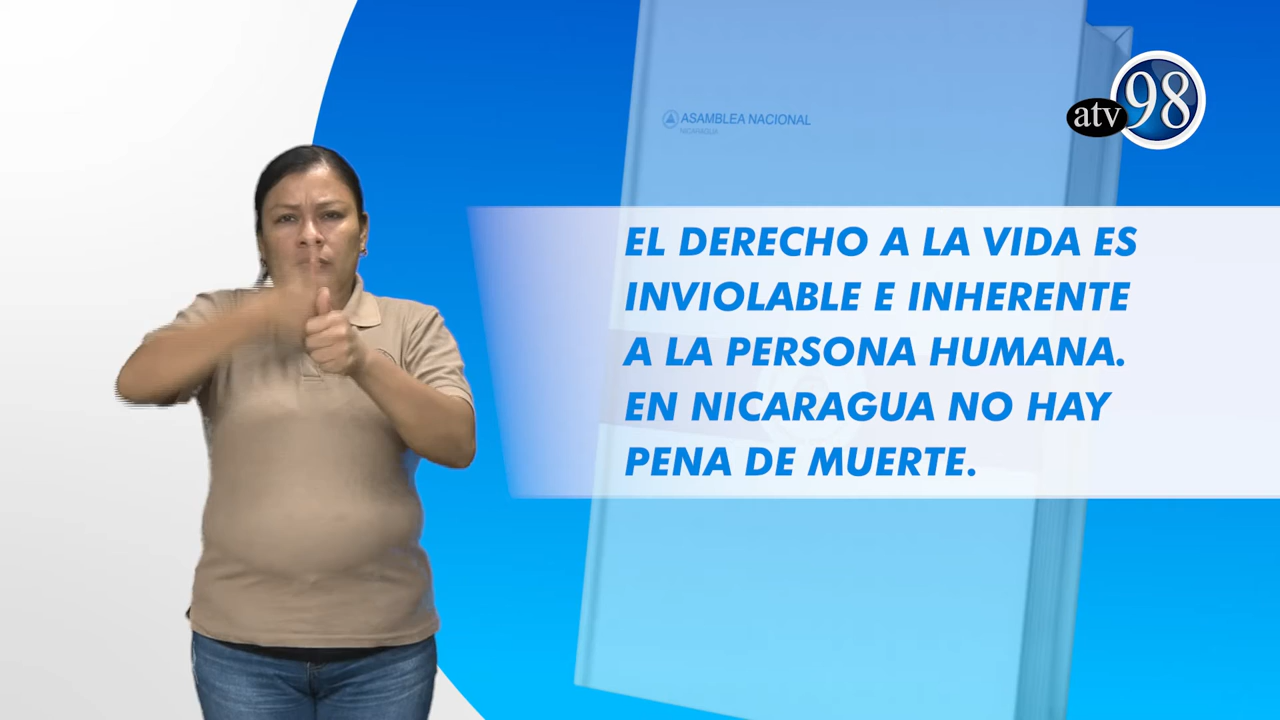 atv 98
ASAMBLEA NACIONAL
NICARAGUA
EL DERECHO A LA VIDA ES
INVIOLABLE E INHERENTE
A LA PERSONA HUMANA.
EN NICARAGUA NO HAY
PENA DE MUERTE.